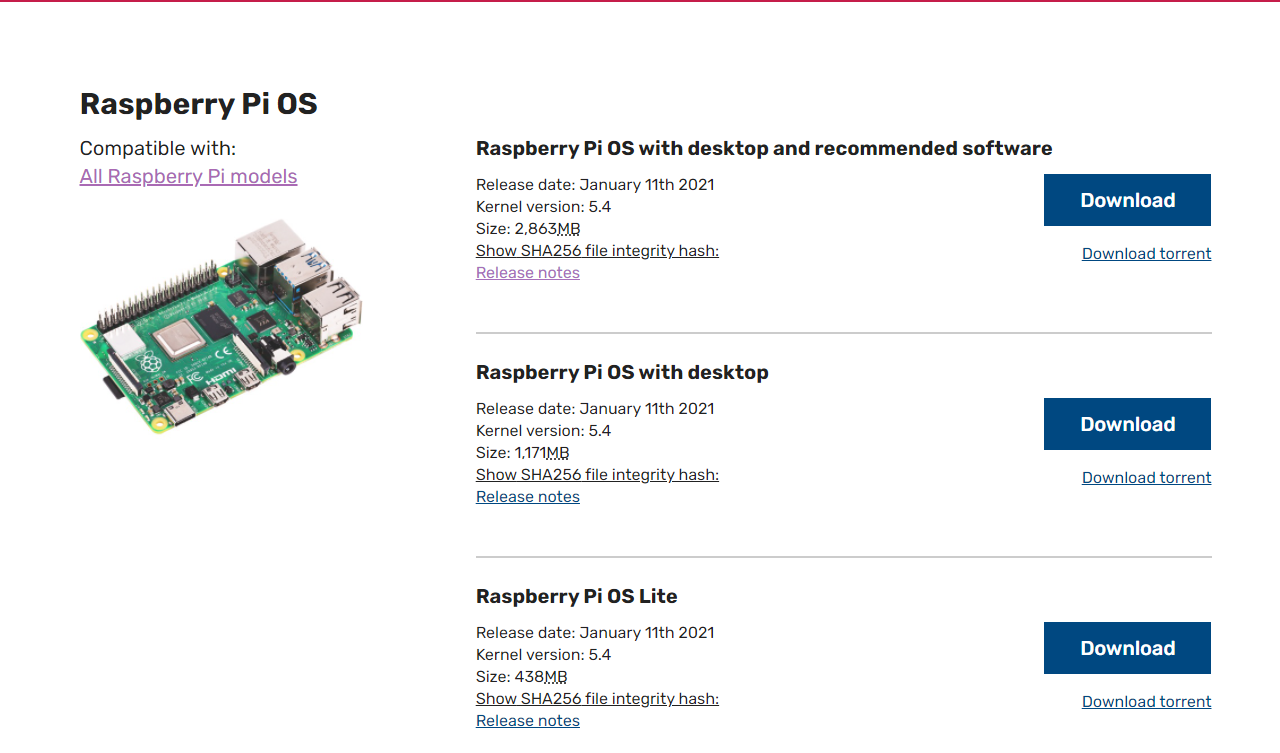 Raspberry Pi OS
Compatible with:
All Raspberry Pi models
HDMI
Raspberry Pi OS with desktop and recommended software
Release date: January 11th 2021
Kernel version: 5.4
Size: 2,863MB
Show SHA256 file integrity hash:
Release notes
Download
Download torrent
Raspberry Pi OS with desktop
Release date: January 11th 2021
Kernel version: 5.4
Size: 1,171MB
Show SHA256 file integrity hash:
Release notes
Download
Download torrent
Raspberry Pi OS Lite
Release date: January 11th 2021
Kernel version: 5.4
Size: 438MB
Show SHA256 file integrity hash:
Release notes
Download
Download torrent